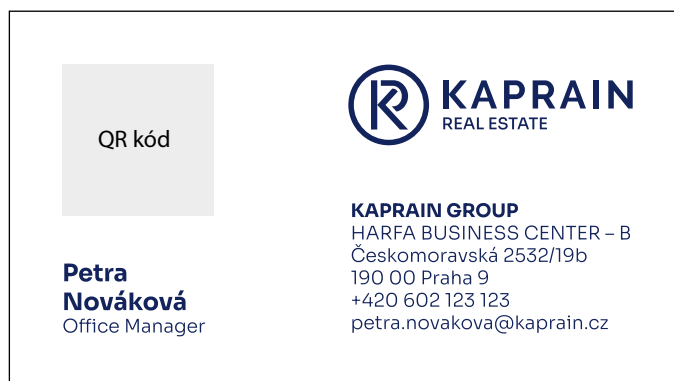 QR kód
Petra
Nováková
Office Manager
KAPRAIN
REAL ESTATE
KAPRAIN GROUP
HARFA BUSINESS CENTER – B
Českomoravská 2532/19b
190 00 Praha 9
+420 602 123 123
petra.novakova@kaprain.cz